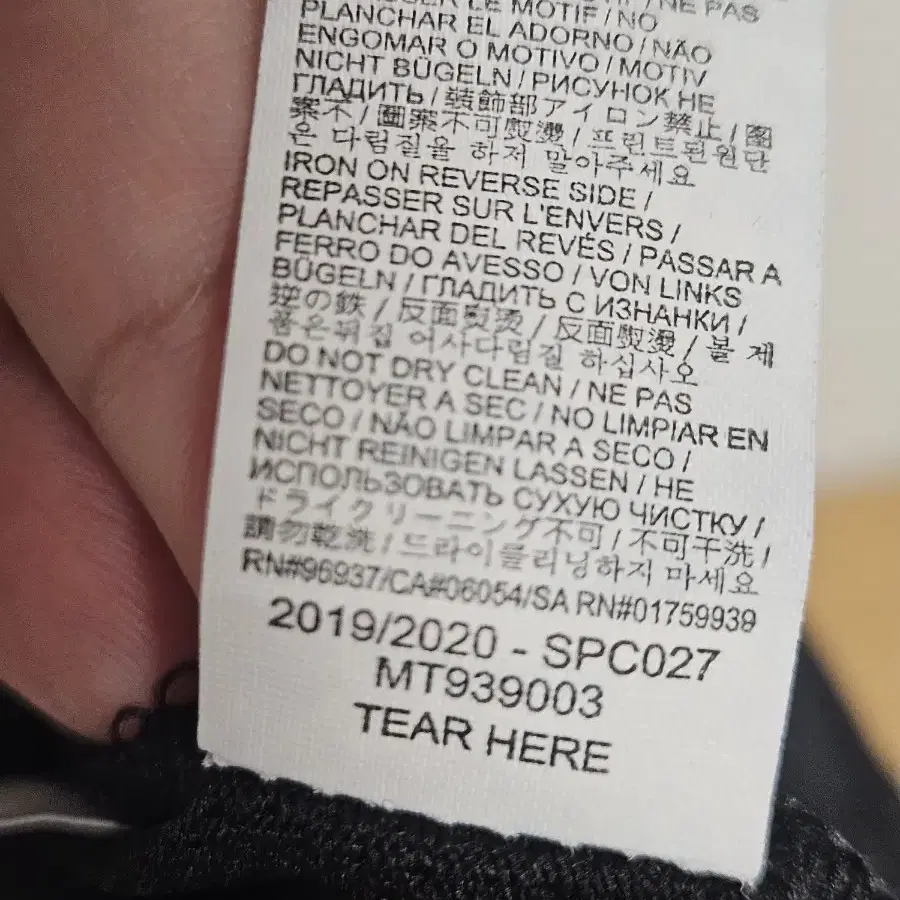 LE MOTIF / NO
/ NE PAS
PLANCHAR EL ADORNO / NÃO
ENGOMAR O MOTIVO / MOTIV
NICHT BÜGELN / РИСУНОК НЕ
ГЛАДИТЬ / 裝飾部アイロン禁止 / 圖
案不 / 圖案不可熨燙 / 프린트된원단
은 다림질을 하저 말아주세요
IRON ON REVERSE SIDE /
REPASSER SUR L'ENVERS /
PLANCHAR DEL REVÉS / PASSAR A
FERRO DO AVESSO / VON LINKS
BÜGELN / ГЛАДИТЬ С ИЗНАНКИ /
逆の鉄 / 反面熨烫 / 反面熨燙 / 볼 제
품은뒤집 어사다림질 하십사오
DO NOT DRY CLEAN / NE PAS
NETTOYER A SEC / NO LIMPIAR EN
SECO / NÃO LIMPAR A SECO /
NICHT REINIGEN LASSEN / НЕ
ИСПОЛЬЗОВАТЬ СУХУЮ ЧИСТКУ /
ドライクリーニング不可 / 不可干洗 /
請勿乾洗 / 드라이클리닝하지 마세요
RN#96937/CA#06054/SA RN#01759939
2019/2020 - SPC027
MT939003
TEAR HERE